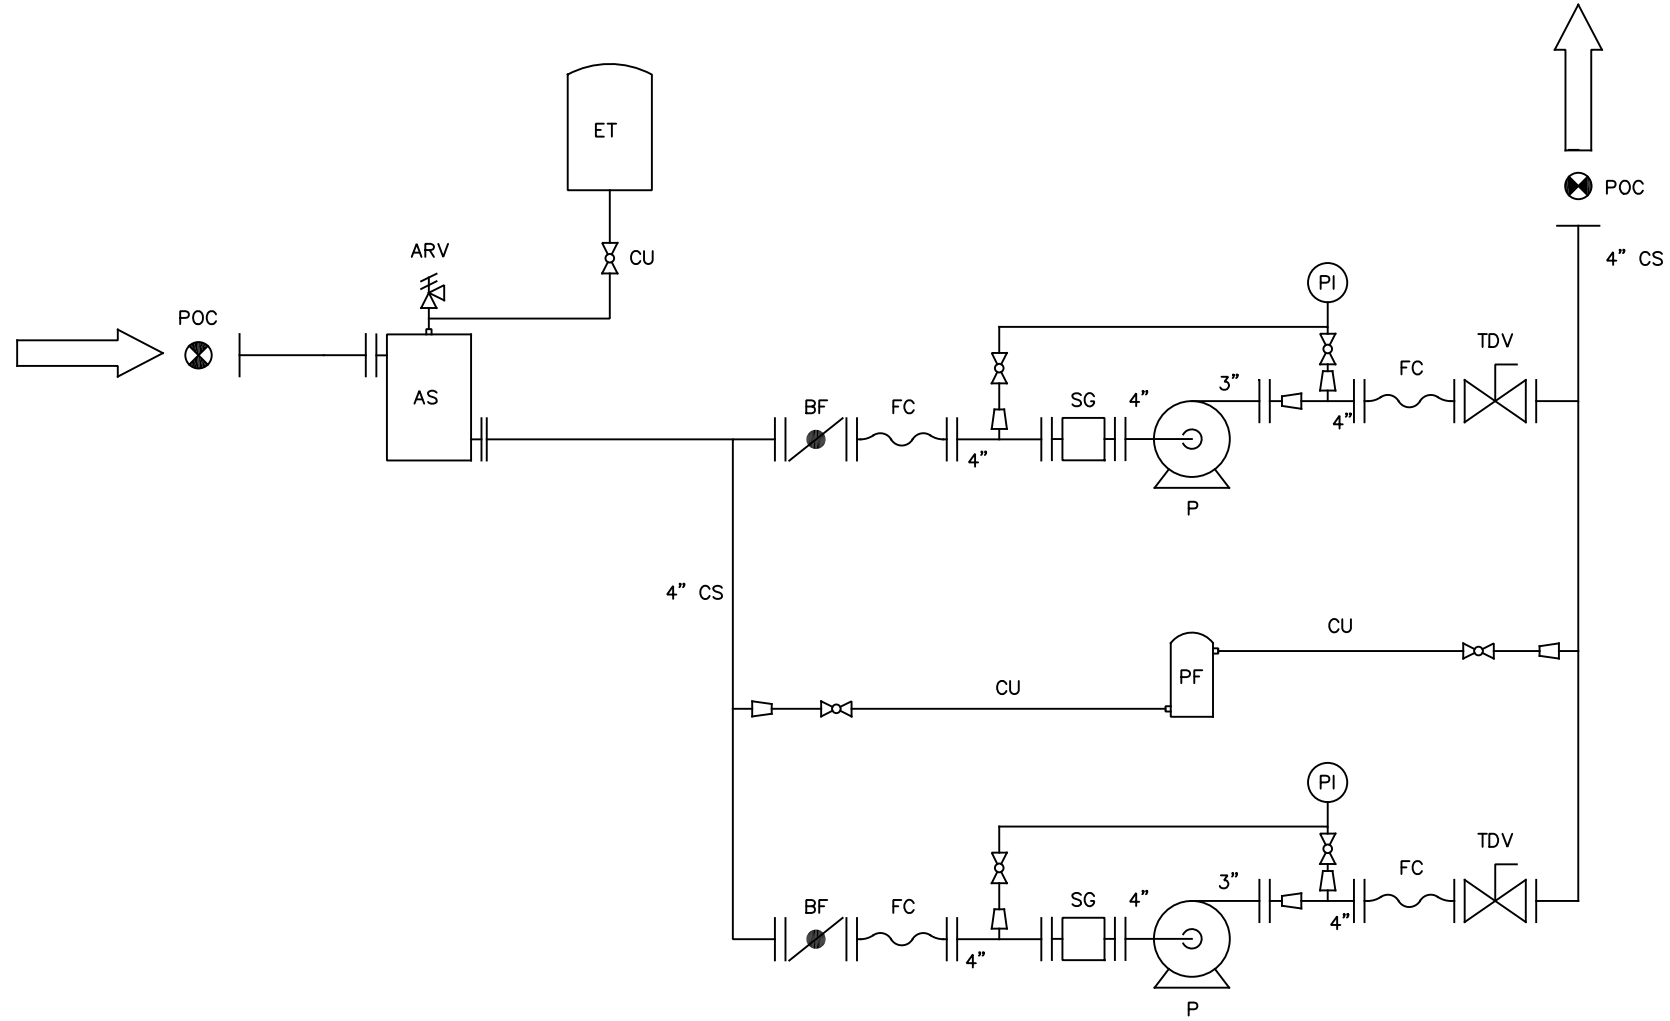 ET
POC
ARV
CU
4" CS
PI
POC
TDV
FC
3"
AS
4"
SG
BF
FC
4"
4"
P
4" CS
CU
PF
CU
PI
TDV
FC
3"
4"
SG
BF
FC
4"
4"
P